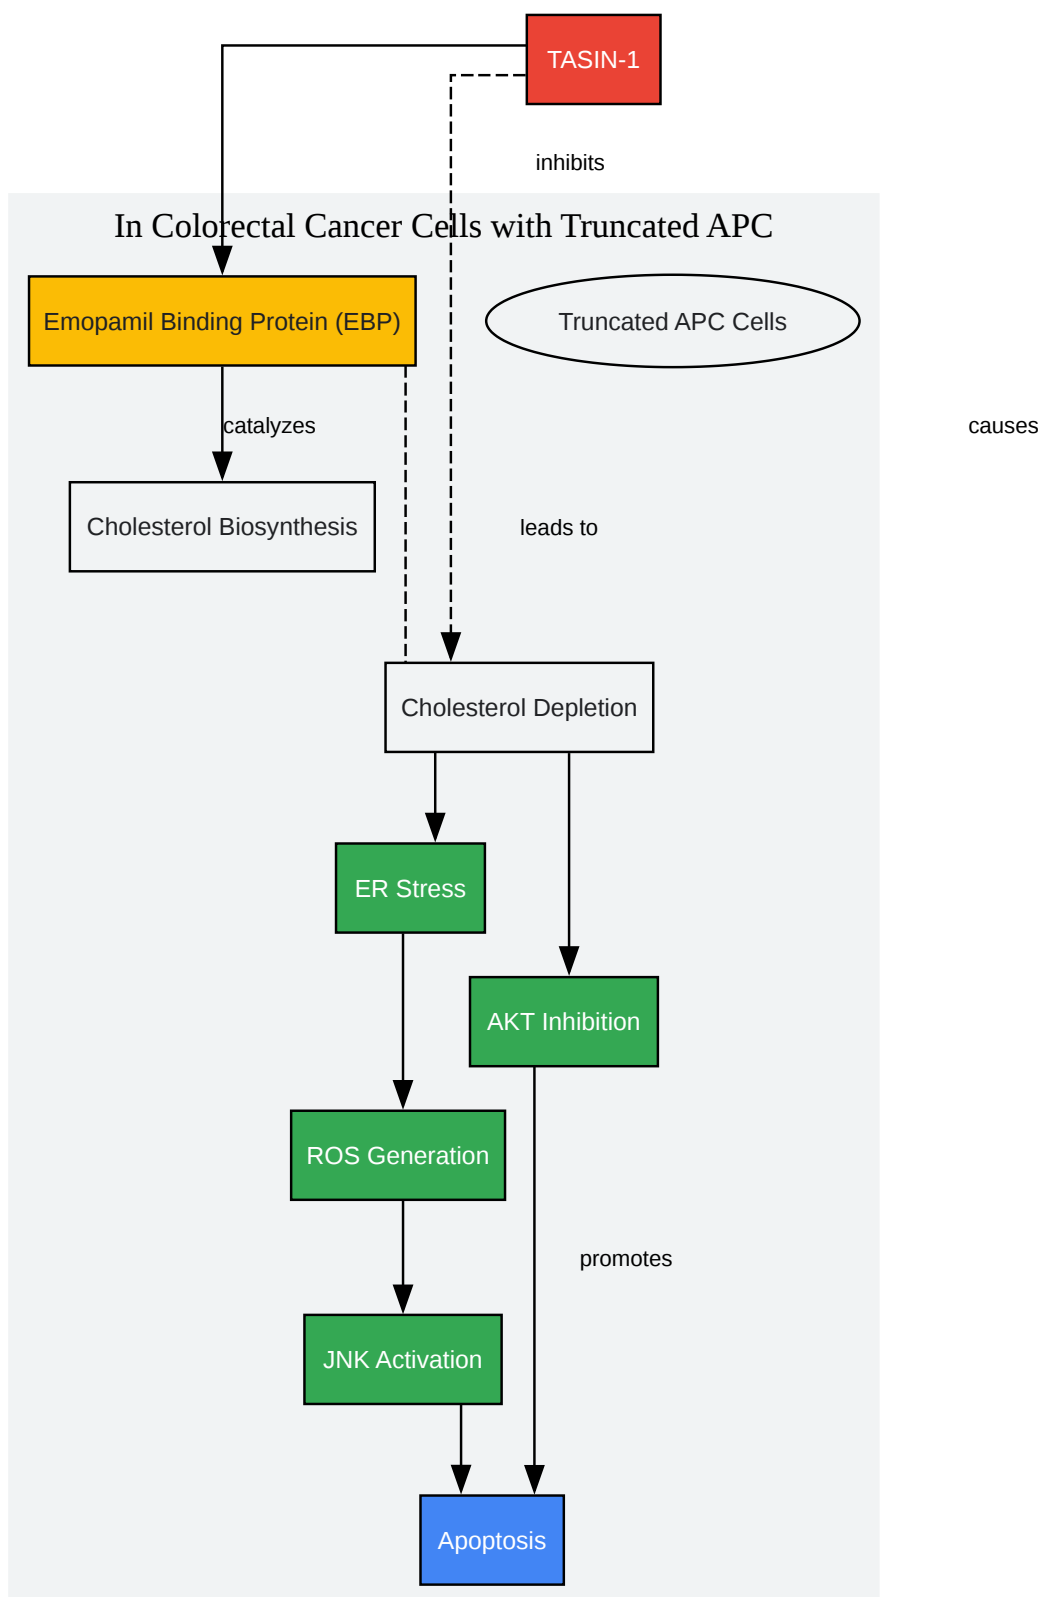 TASIN-1
inhibits
In Colorectal Cancer Cells with Truncated APC
Emopamil Binding Protein (EBP)
Truncated APC Cells
catalyzes
causes
Cholesterol Biosynthesis
leads to
Cholesterol Depletion
ER Stress
AKT Inhibition
ROS Generation
promotes
JNK Activation
Apoptosis